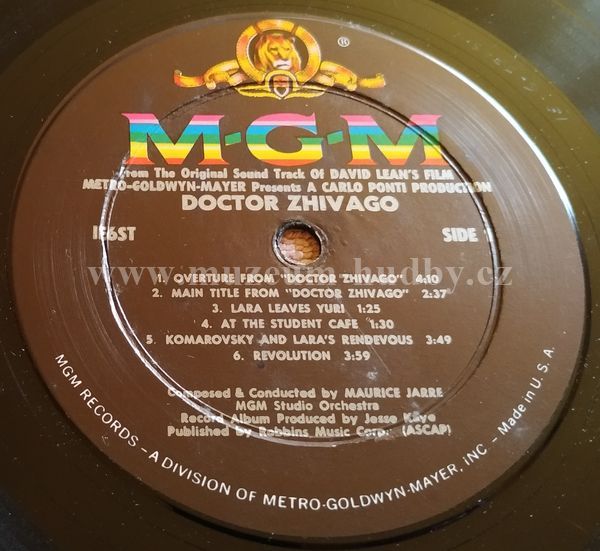 ®
M-G-M
From The Original Sound Track Of DAVID LEAN'S FILM
METRO-GOLDWYN-MAYER Presents A CARLO PONTI PRODUCTION
DOCTOR ZHIVAGO
SIDE 1
www.muzeum-hudby.cz
1. OVERTURE FROM "DOCTOR ZHIVAGO" 4:10
2. MAIN TITLE FROM "DOCTOR ZHIVAGO" 2:37
3. LARA LEAVES YURI 1:25
4. AT THE STUDENT CAFE 1:30
5. KOMAROVSKY AND LARA'S RENDEVOUS 3:49
6. REVOLUTION 3:59
Composed & Conducted by MAURICE JARRE
MGM Studio Orchestra
Record Album Produced by Jesse Kaye
Published by Robbins Music Corp. (ASCAP)
MGM RECORDS – A DIVISION OF METRO-GOLDWYN-MAYER, INC – Made in U.S.A.